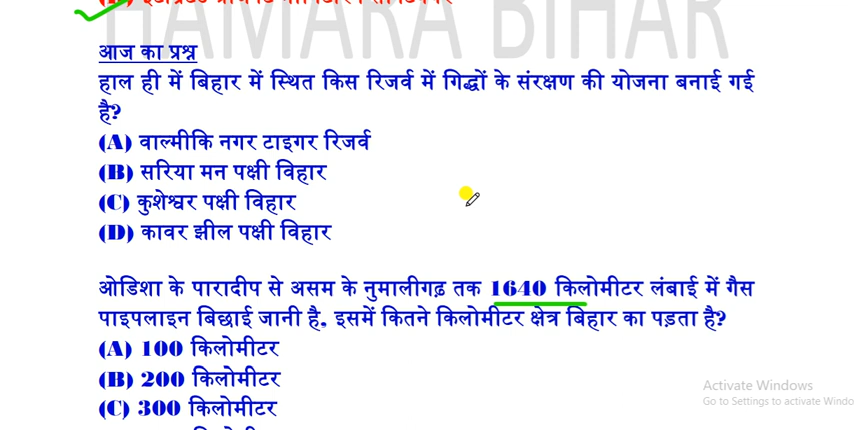 HAMARA BIHAR
आज का प्रश्न
हाल ही में बिहार में स्थित किस रिजर्व में गिद्धों के संरक्षण की योजना बनाई गई
है?
(A) वाल्मीकि नगर टाइगर रिजर्व
(B) सरिया मन पक्षी विहार
(C) कुशेश्वर पक्षी विहार
(D) कावर झील पक्षी विहार
ओडिशा के पारादीप से असम के नुमालीगढ़ तक 1640 किलोमीटर लंबाई में गैस
पाइपलाइन बिछाई जानी है, इसमें कितने किलोमीटर क्षेत्र बिहार का पड़ता है?
(A) 100 किलोमीटर
(B) 200 किलोमीटर
(C) 300 किलोमीटर
Activate Windows
Go to Settings to activate Windo